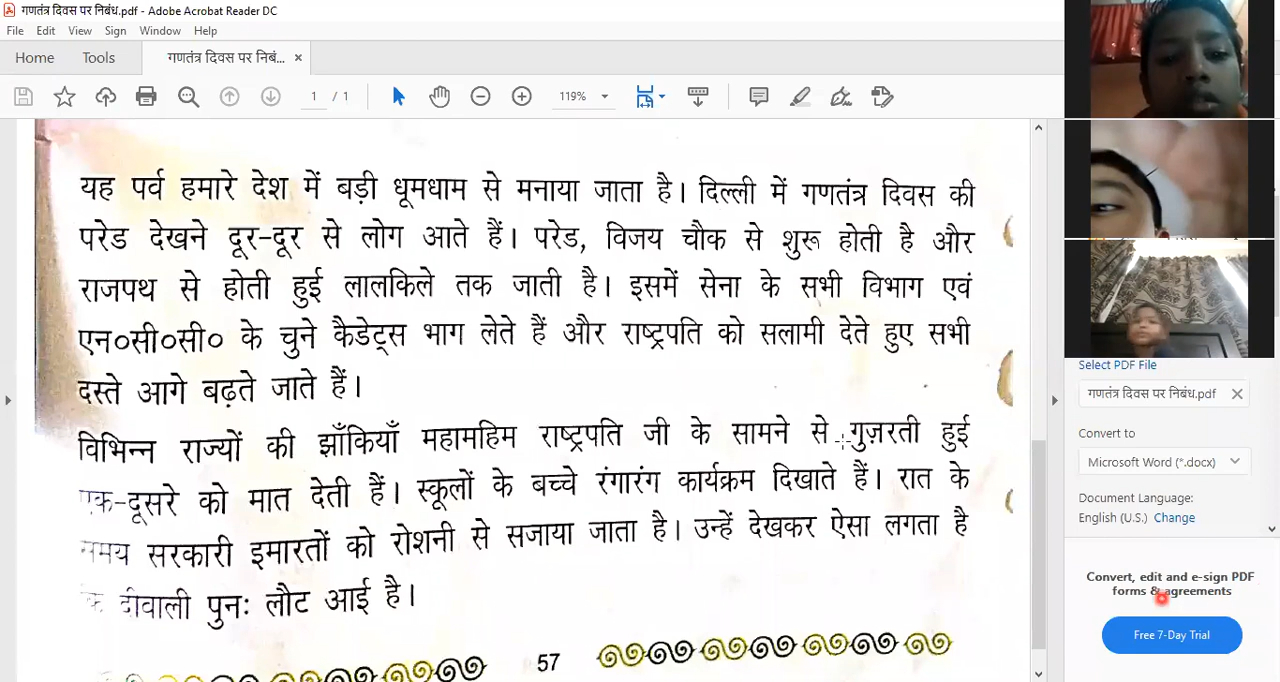 गणतंत्र दिवस पर निबंध.pdf - Adobe Acrobat Reader DC
File Edit View Sign Window Help
Home Tools गणतंत्र दिवस पर निबं... ×
1 / 1 119%
यह पर्व हमारे देश में बड़ी धूमधाम से मनाया जाता है। दिल्ली में गणतंत्र दिवस की
परेड देखने दूर-दूर से लोग आते हैं। परेड, विजय चौक से शुरू होती है और
राजपथ से होती हुई लालकिले तक जाती है। इसमें सेना के सभी विभाग एवं
एन०सी०सी० के चुने कैडेट्स भाग लेते हैं और राष्ट्रपति को सलामी देते हुए सभी
दस्ते आगे बढ़ते जाते हैं।
विभिन्न राज्यों की झाँकियाँ महामहिम राष्ट्रपति जी के सामने से गुज़रती हुई
एक-दूसरे को मात देती हैं। स्कूलों के बच्चे रंगारंग कार्यक्रम दिखाते हैं। रात के
समय सरकारी इमारतों को रोशनी से सजाया जाता है। उन्हें देखकर ऐसा लगता है
दीवाली पुनः लौट आई है।
57
Select PDF File
गणतंत्र दिवस पर निबंध.pdf
Convert to
Microsoft Word (*.docx)
Document Language:
English (U.S.) Change
Convert, edit and e-sign PDF
forms & agreements
Free 7-Day Trial